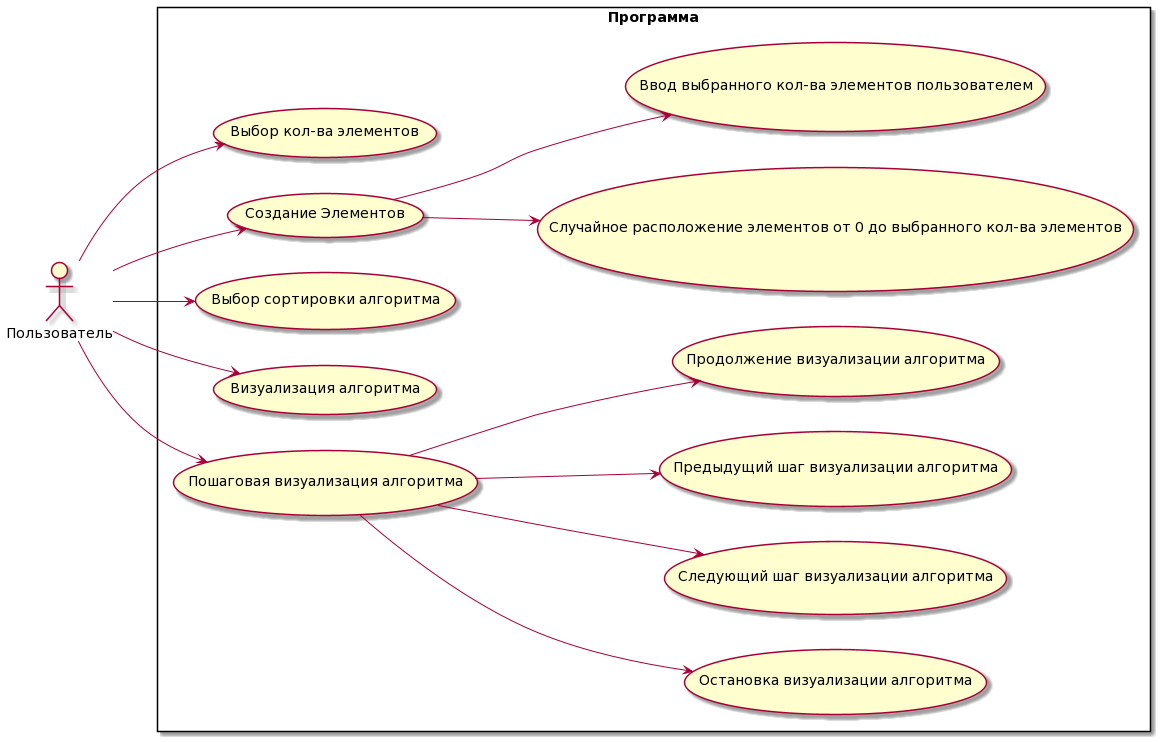 Программа
Ввод выбранного кол-ва элементов пользователем
Выбор кол-ва элементов
Создание Элементов
Случайное расположение элементов от 0 до выбранного кол-ва элементов
Выбор сортировки алгоритма
Пользователь
Продолжение визуализации алгоритма
Визуализация алгоритма
Предыдущий шаг визуализации алгоритма
Пошаговая визуализация алгоритма
Следующий шаг визуализации алгоритма
Остановка визуализации алгоритма